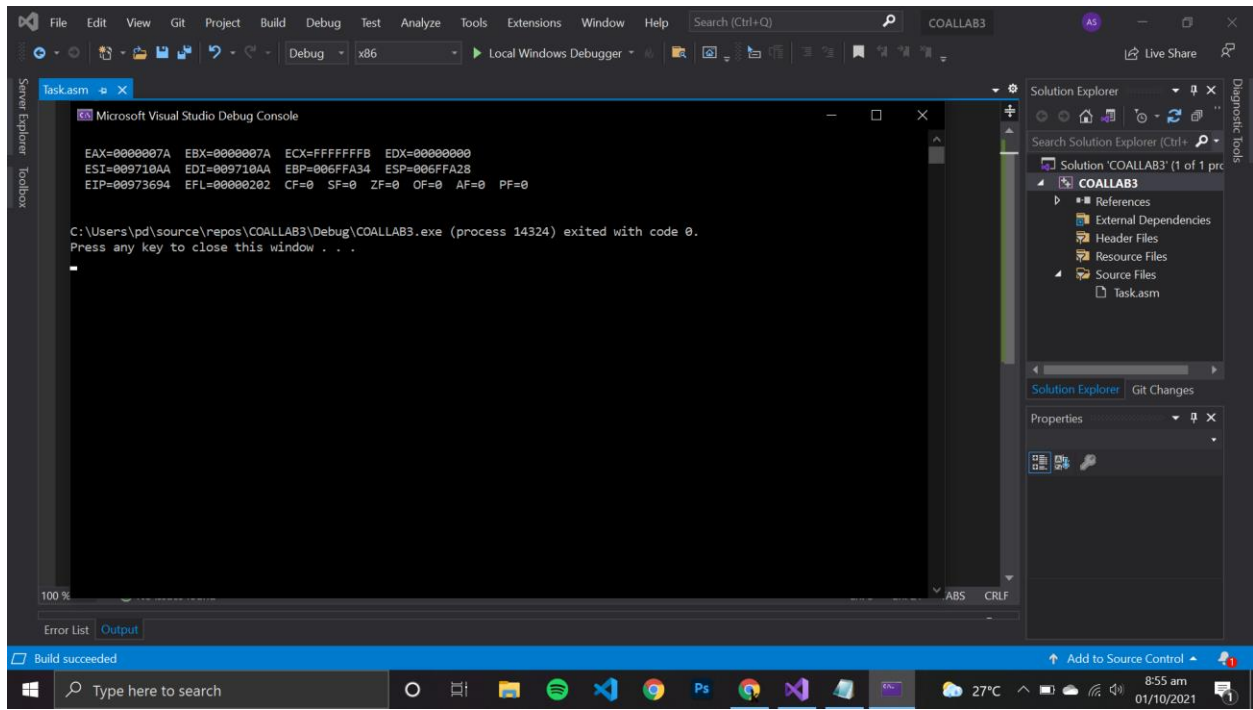 File Edit View Git Project Build Debug Test Analyze Tools Extensions Window Help Search (Ctrl+Q) COALLAB3 AS
Debug x86 Local Windows Debugger Live Share
Server Explorer
Toolbox
Task.asm
Microsoft Visual Studio Debug Console
EAX=0000007A EBX=0000007A ECX=FFFFFFFB EDX=00000000
ESI=009710AA EDI=009710AA EBP=006FFA34 ESP=006FFA28
EIP=00973694 EFL=00000202 CF=0 SF=0 ZF=0 OF=0 AF=0 PF=0
C:\Users\pd\source\repos\COALLAB3\Debug\COALLAB3.exe (process 14324) exited with code 0.
Press any key to close this window . . .
100 %
ABS CRLF
Error List Output
Solution Explorer
Search Solution Explorer (Ctrl+
Solution 'COALLAB3' (1 of 1 pro
COALLAB3
References
External Dependencies
Header Files
Resource Files
Source Files
Task.asm
Solution Explorer Git Changes
Properties
Diagnostic Tools
Build succeeded Add to Source Control 1
Type here to search Ps 27°C 8:55 am
01/10/2021 1